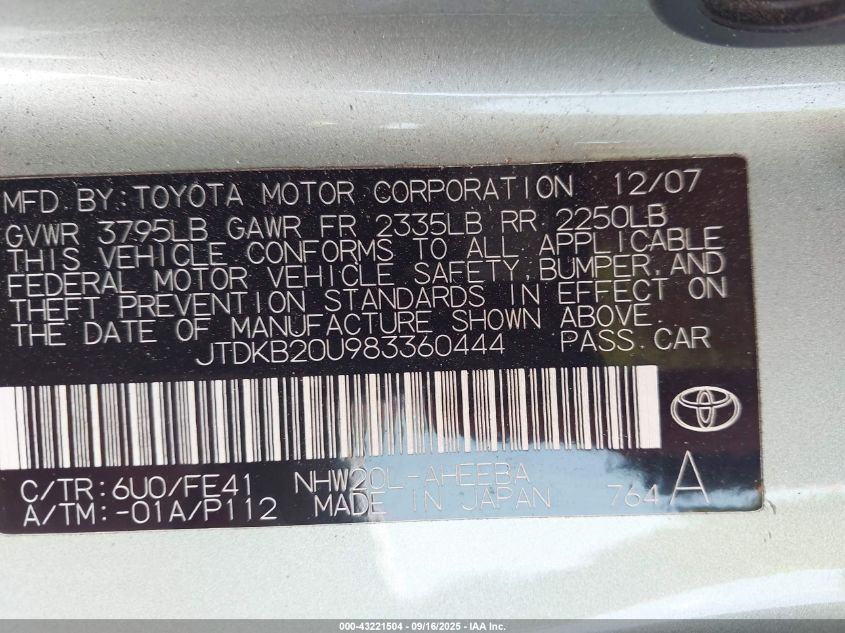 MFD BY: TOYOTA MOTOR CORPORATION 12/07
GVWR 3795LB GAWR FR 2335LB RR 2250LB
THIS VEHICLE CONFORMS TO ALL APPLICABLE
FEDERAL MOTOR VEHICLE SAFETY, BUMPER, AND
THEFT PREVENTION STANDARDS IN EFFECT ON
THE DATE OF MANUFACTURE SHOWN ABOVE.
JTDKB20U983360444 PASS. CAR
C/TR: 6U0/FE41 NHW20L-AHEEBA A
A/TM: -01A/P112 MADE IN JAPAN 764
000-43221504 - 09/16/2025 - IAA Inc.